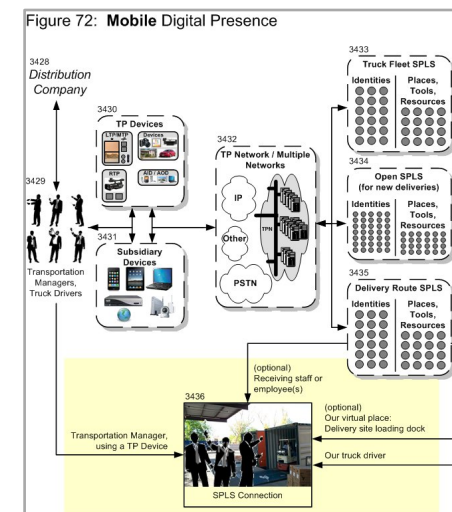 Figure 72: Mobile Digital Presence
3428
Distribution
Company
3429
Transportation
Managers,
Truck Drivers
3430
TP Devices
LTP/MTP
Devices
RTP
AID / AOD
3431
Subsidiary
Devices
3432
TP Network / Multiple
Networks
IP
Other
TPN
PSTN
3433
Truck Fleet SPLS
Identities
Places,
Tools,
Resources
3434
Open SPLS
(for new deliveries)
Identities
Places,
Tools,
Resources
3435
Delivery Route SPLS
Identities
Places,
Tools,
Resources
(optional)
Receiving staff or
employee(s)
3436
Transportation Manager,
using a TP Device
(optional)
Our virtual place:
Delivery site loading dock
Our truck driver
SPLS Connection